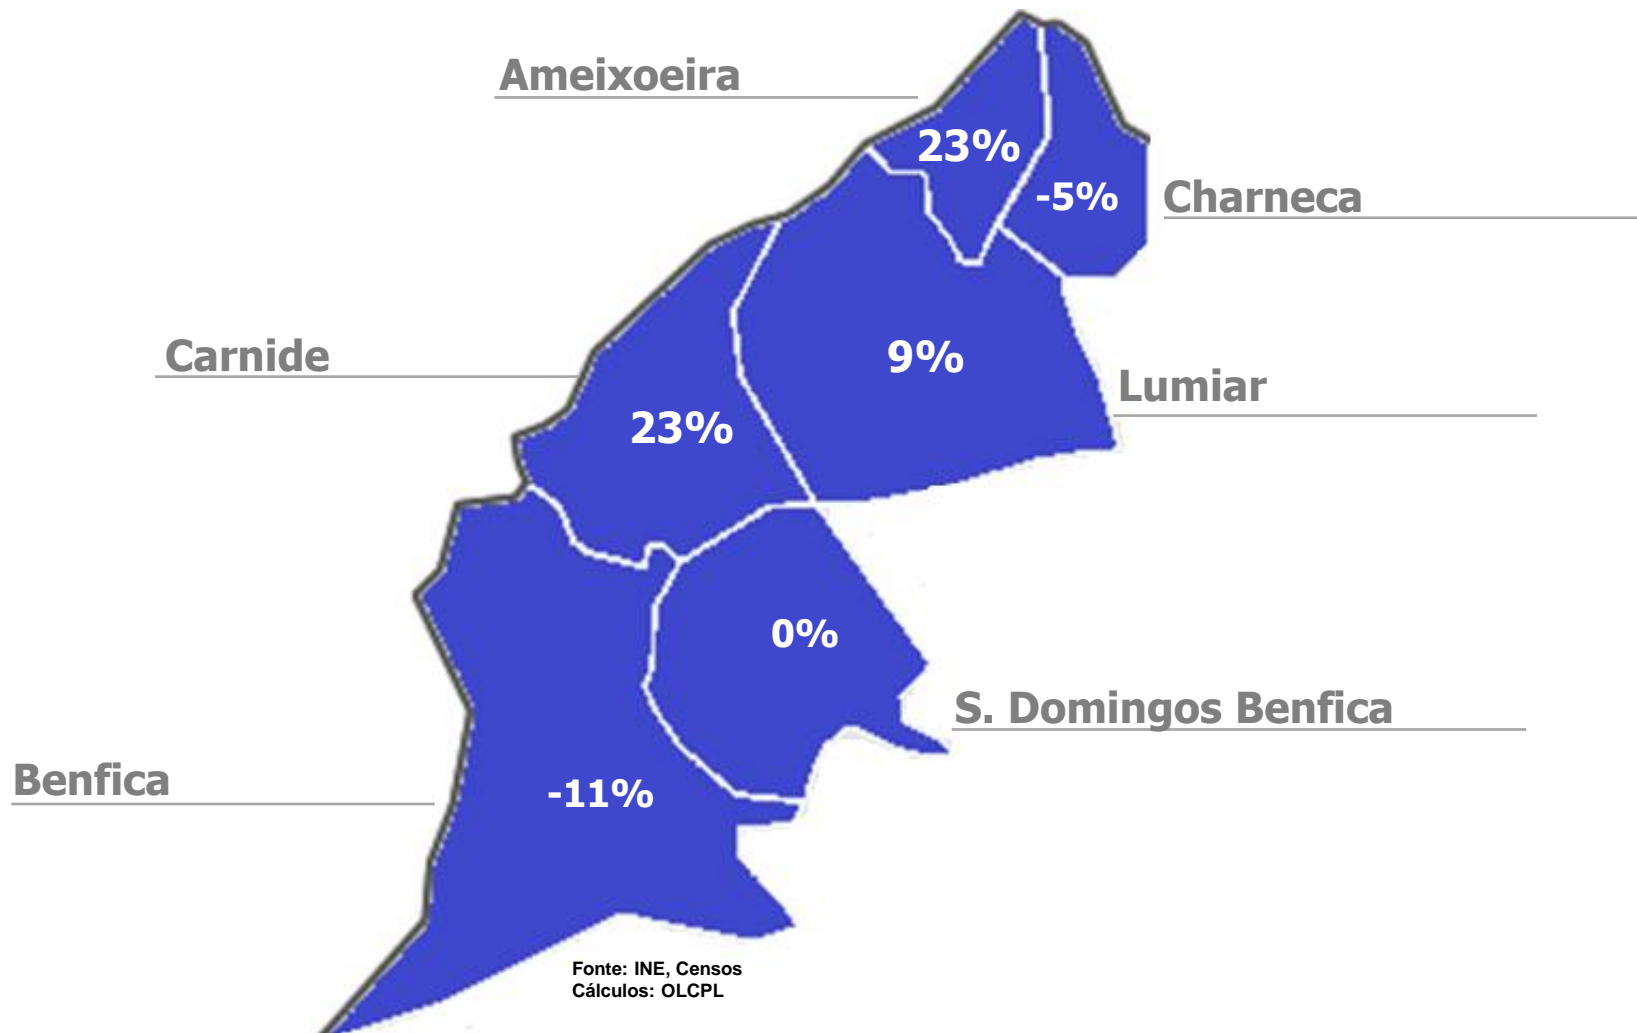 Ameixoeira
23%
-5%
Charneca
Carnide
9%
Lumiar
23%
0%
S. Domingos Benfica
Benfica
-11%
Fonte: INE, Censos
Cálculos: OLCPL